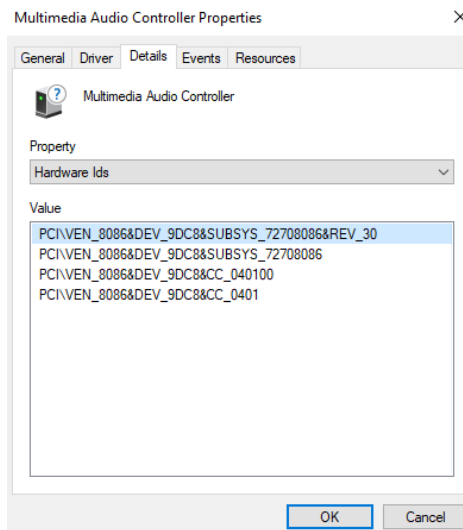 Multimedia Audio Controller Properties
General Driver Details Events Resources
Multimedia Audio Controller
Property
Hardware Ids
Value
PCI\VEN_8086&DEV_9DC8&SUBSYS_72708086&REV_30
PCI\VEN_8086&DEV_9DC8&SUBSYS_72708086
PCI\VEN_8086&DEV_9DC8&CC_040100
PCI\VEN_8086&DEV_9DC8&CC_0401
OK Cancel